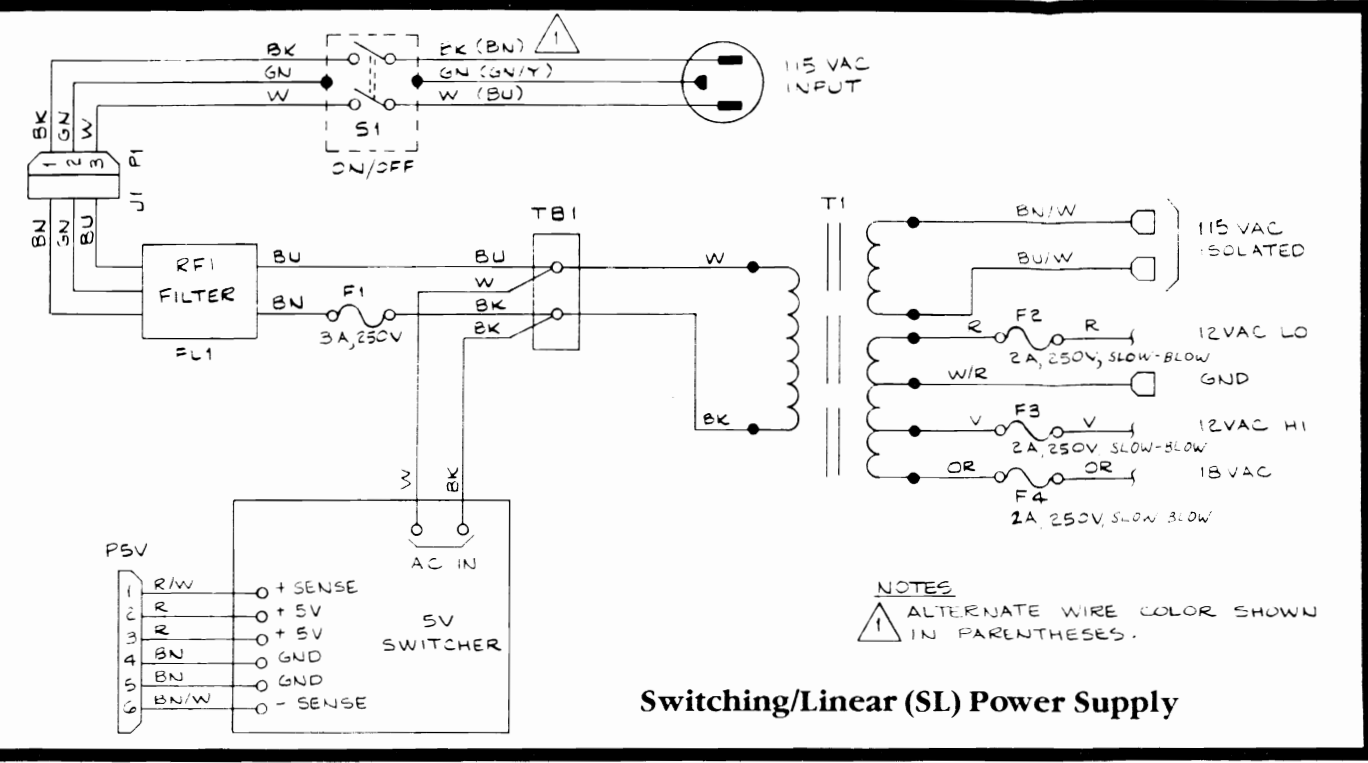 BK
GN
W
BK (BN)
1
GN (GN/Y)
W (BU)
115 VAC
INPUT
S1
ON/OFF
BK
GN
W
1 2 3
P1
J1
BN
GN
BU
RFI
FILTER
FL1
BU
BN
F1
3A, 250V
BU
W
BK
BK
TB1
W
BK
T1
BN/W
BU/W
115 VAC
ISOLATED
R
F2
R
2A, 250V, SLOW-BLOW
12VAC LO
W/R
GND
V
F3
V
2A, 250V SLOW-BLOW
12VAC HI
OR
OR
F4
2A, 250V, SLOW BLOW
18 VAC
W
BK
AC IN
5V
SWITCHER
P5V
1 R/W + SENSE
2 R + 5V
3 R + 5V
4 BN GND
5 BN GND
6 BN/W - SENSE
NOTES
1 ALTERNATE WIRE COLOR SHOWN
IN PARENTHESES.
Switching/Linear (SL) Power Supply